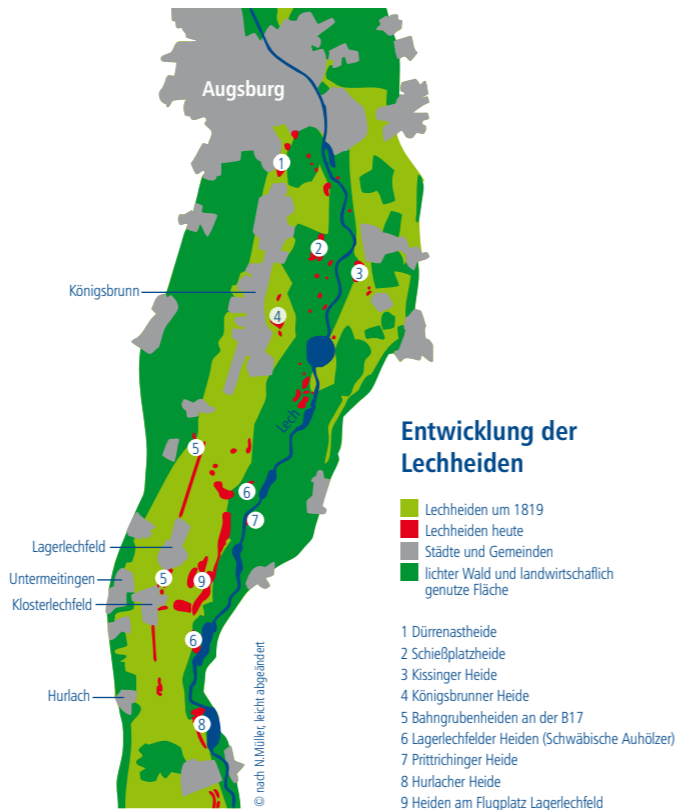 Augsburg
1
2
3
Königsbrunn
4
Lech
5
6
7
Lagerlechfeld
Untermeitingen
5
9
Klosterlechfeld
6
Hurlach
8
© nach N.Müller, leicht abgeändert
Entwicklung der
Lechheiden
Lechheiden um 1819
Lechheiden heute
Städte und Gemeinden
lichter Wald und landwirtschaflich
genutze Fläche
1 Dürrenastheide
2 Schießplatzheide
3 Kissinger Heide
4 Königsbrunner Heide
5 Bahngrubenheiden an der B17
6 Lagerlechfelder Heiden (Schwäbische Auhölzer)
7 Prittrichinger Heide
8 Hurlacher Heide
9 Heiden am Flugplatz Lagerlechfeld